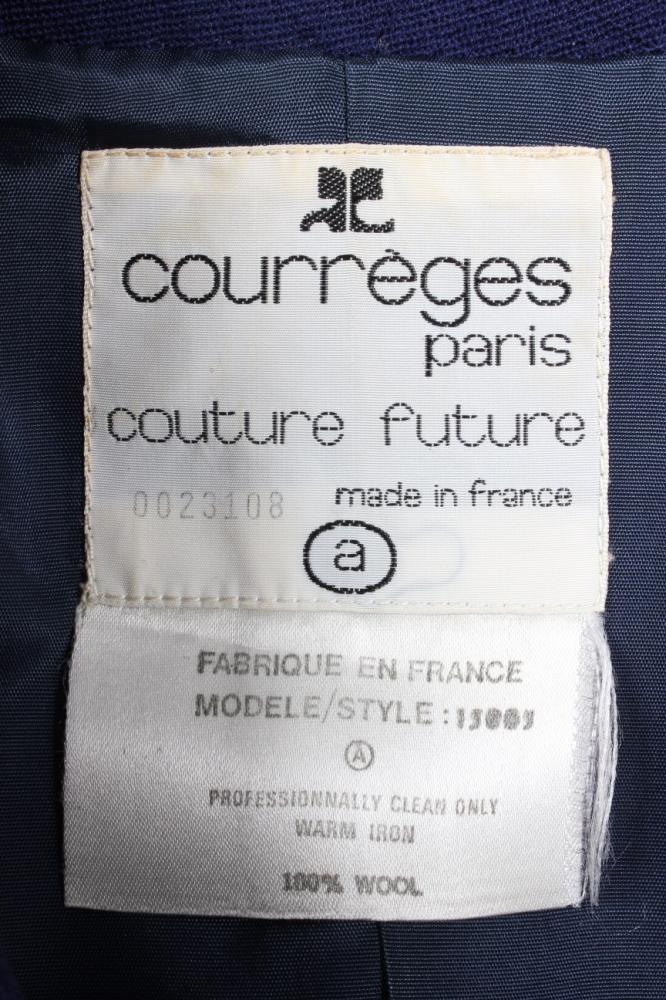 courrèges
paris
couture future
0023108 made in france
a
FABRIQUE EN FRANCE
MODELE/STYLE :
A
PROFESSIONNALLY CLEAN ONLY
WARM IRON
100% WOOL